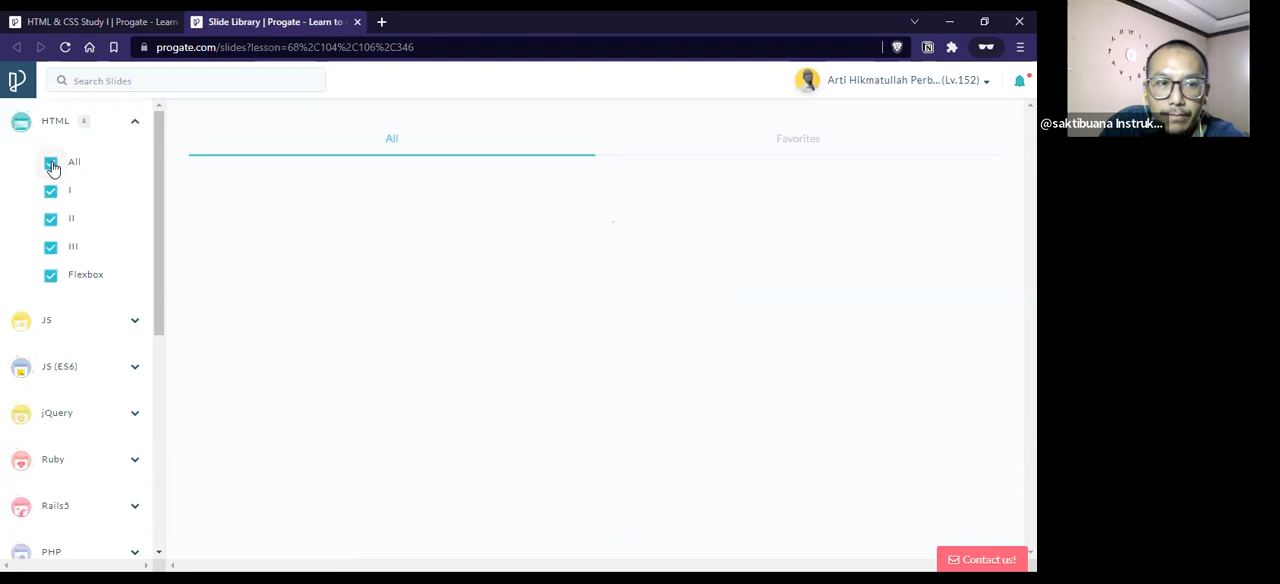 HTML & CSS Study I | Progate - Learn
Slide Library | Progate - Learn to
progate.com/slides?lesson=68%2C104%2C106%2C346
Search Slides
Arti Hikmatullah Perb...(Lv.152)
@saktibuana Instruk...
HTML 4
All
I
II
III
Flexbox
JS
JS (ES6)
jQuery
Ruby
Rails5
PHP
All
Favorites
Contact us!